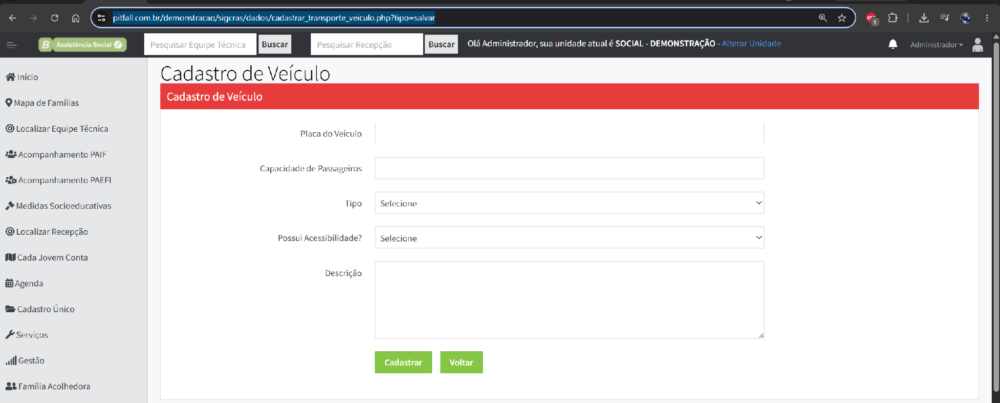 pitfall.com.br/demonstracao/sigcras/dados/cadastrar_transporte_veiculo.php?tipo=salvar
ABP
1
B Assistência Social
Pesquisar Equipe Técnica
Buscar
Pesquisar Recepção
Buscar
Olá Administrador, sua unidade atual é SOCIAL - DEMONSTRAÇÃO - Alterar Unidade
Administrador
Início
Mapa de Famílias
Localizar Equipe Técnica
Acompanhamento PAIF
Acompanhamento PAEFI
Medidas Socioeducativas
Localizar Recepção
Cada Jovem Conta
Agenda
Cadastro Único
Serviços
Gestão
Família Acolhedora
Cadastro de Veículo
Cadastro de Veículo
Placa do Veículo
Capacidade de Passageiros
Tipo
Selecione
Possui Acessibilidade?
Selecione
Descrição
Cadastrar
Voltar